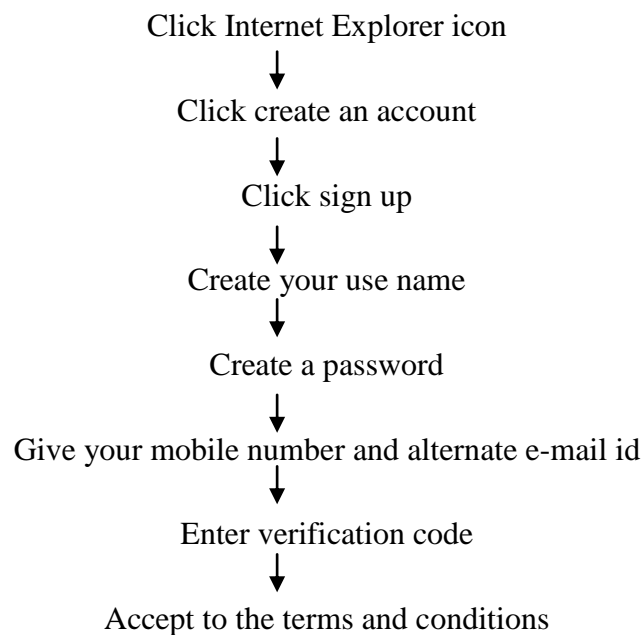 Click Internet Explorer icon
Click create an account
Click sign up
Create your use name
Create a password
Give your mobile number and alternate e-mail id
Enter verification code
Accept to the terms and conditions